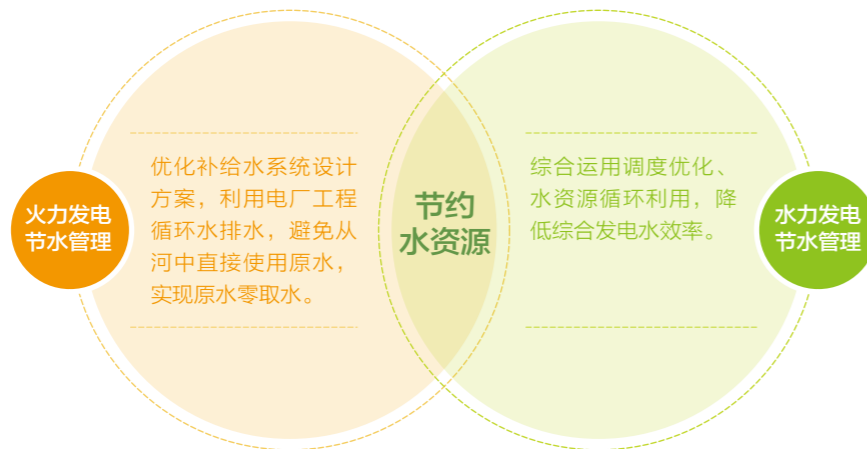 火力发电
节水管理
优化补给水系统设计
方案，利用电厂工程
循环水排水，避免从
河中直接使用原水，
实现原水零取水。
节约
水资源
综合运用调度优化、
水资源循环利用，降
低综合发电水效率。
水力发电
节水管理